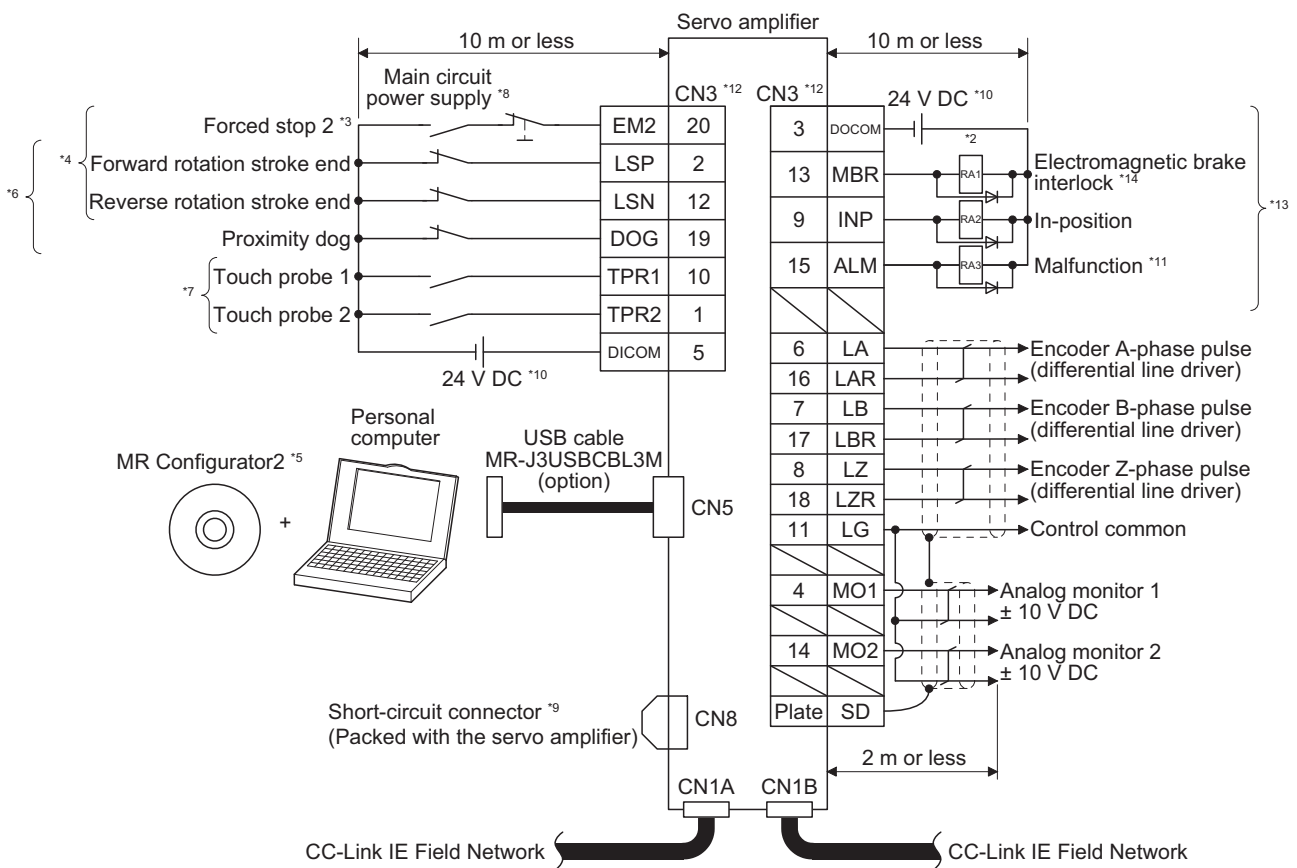 Servo amplifier
10 m or less
10 m or less
Main circuit
power supply *8
CN3 *12
CN3 *12
24 V DC *10
Forced stop 2 *3
EM2 20
*4
Forward rotation stroke end
LSP 2
*6
Reverse rotation stroke end
LSN 12
Proximity dog
DOG 19
*7
Touch probe 1
TPR1 10
Touch probe 2
TPR2 1
DICOM 5
24 V DC *10
3 DOCOM
*2
13 MBR
RA1
Electromagnetic brake
interlock *14
*13
9 INP
RA2
In-position
15 ALM
RA3
Malfunction *11
6 LA
Encoder A-phase pulse
(differential line driver)
16 LAR
7 LB
Encoder B-phase pulse
(differential line driver)
17 LBR
8 LZ
Encoder Z-phase pulse
(differential line driver)
18 LZR
11 LG
Control common
4 MO1
Analog monitor 1
± 10 V DC
14 MO2
Analog monitor 2
± 10 V DC
Plate SD
2 m or less
MR Configurator2 *5
+
Personal
computer
USB cable
MR-J3USBCBL3M
(option)
CN5
Short-circuit connector *9
(Packed with the servo amplifier)
CN8
CN1A
CN1B
CC-Link IE Field Network
CC-Link IE Field Network